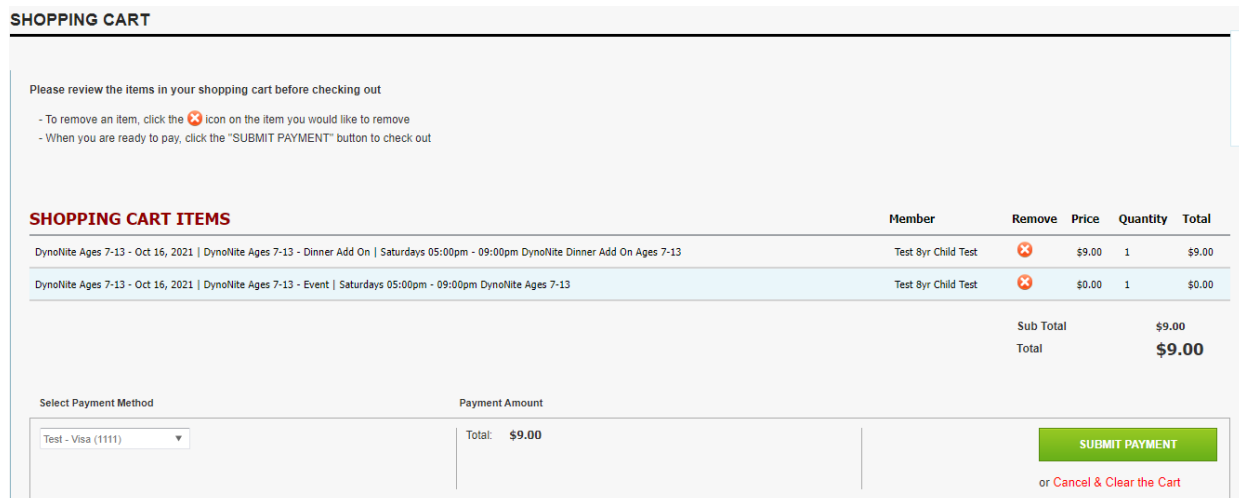 SHOPPING CART
Please review the items in your shopping cart before checking out
- To remove an item, click the icon on the item you would like to remove
- When you are ready to pay, click the "SUBMIT PAYMENT" button to check out
SHOPPING CART ITEMS Member Remove Price Quantity Total
DynoNite Ages 7-13 - Oct 16, 2021 | DynoNite Ages 7-13 - Dinner Add On | Saturdays 05:00pm - 09:00pm DynoNite Dinner Add On Ages 7-13 Test 8yr Child Test $9.00 1 $9.00
DynoNite Ages 7-13 - Oct 16, 2021 | DynoNite Ages 7-13 - Event | Saturdays 05:00pm - 09:00pm DynoNite Ages 7-13 Test 8yr Child Test $0.00 1 $0.00
Sub Total $9.00
Total $9.00
Select Payment Method Payment Amount
Test - Visa (1111) Total: $9.00 SUBMIT PAYMENT
or Cancel & Clear the Cart